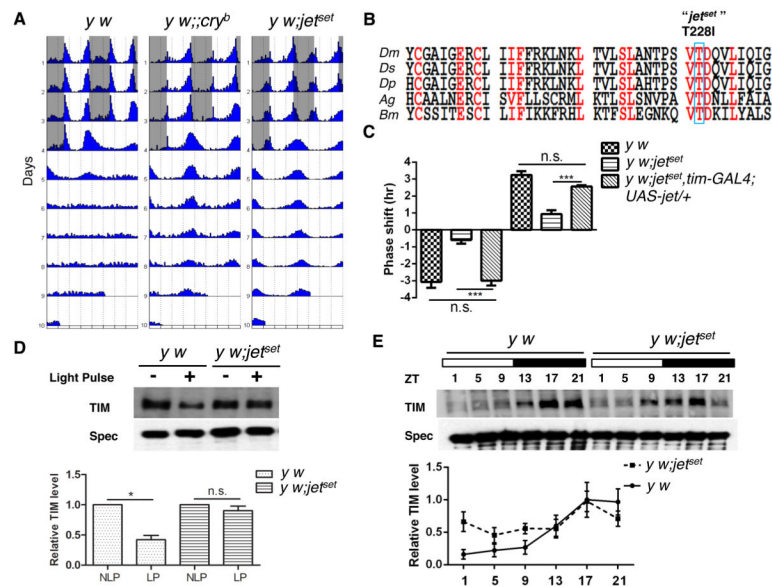 A
y w
y w;;cry^b
y w;jet^set
Days
1
2
3
4
5
6
7
8
9
10
B
"jet^set"
T228I
Dm YCGAIGERCL IIFFRKLNKL TVLSLANTPS VTDQVLIQIG
Ds YCGAIGERCL IIFFRKLNKL TVLSLANTPS VTDQVLIQIG
Dp YCGAIGERCL IIFFRKLNKL TVLSLANTPS VTDQVLIQIG
Ag HCAALNERCI SVFLLSCRML KTLSLSNVPA VTDNLLFAIA
Bm YCSSITESCI LIFIKKFRHL KTFSLEGNKQ VTDKILYALS
C
Phase shift (hr)
4
3
2
1
0
-1
-2
-3
-4
n.s.
***
***
n.s.
y w
y w;jet^set
y w;jet^set,tim-GAL4;
UAS-jet/+
D
y w
y w;jet^set
Light Pulse - + - +
TIM
Spec
Relative TIM level
1.5
1.0
0.5
0.0
*
n.s.
NLP LP NLP LP
y w
y w;jet^set
E
y w
y w;jet^set
ZT 1 5 9 13 17 21 1 5 9 13 17 21
TIM
Spec
Relative TIM level
1.5
1.0
0.5
0.0
1 5 9 13 17 21
y w;jet^set
y w